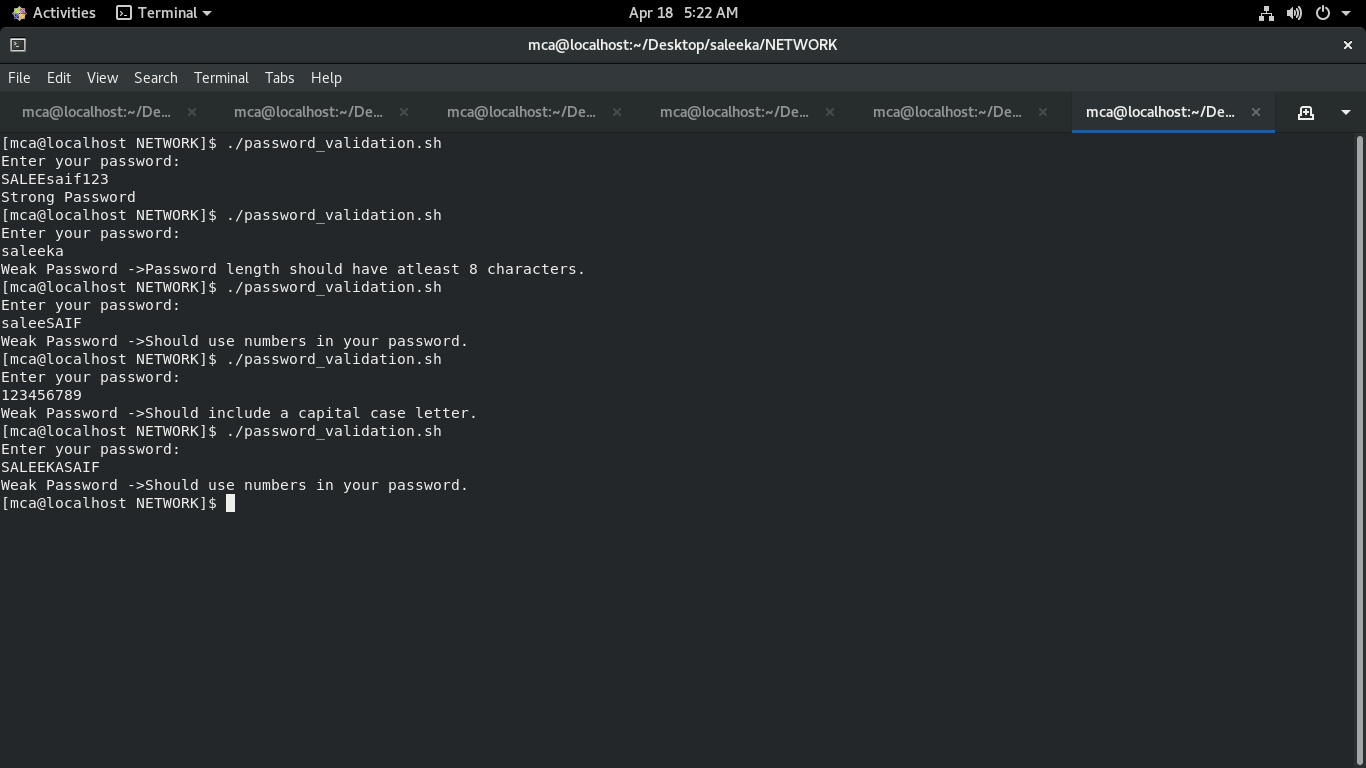 Activities Terminal Apr 18 5:22 AM
mca@localhost:~/Desktop/saleeka/NETWORK
File Edit View Search Terminal Tabs Help
mca@localhost:~/De... mca@localhost:~/De... mca@localhost:~/De... mca@localhost:~/De... mca@localhost:~/De... mca@localhost:~/De...
[mca@localhost NETWORK]$ ./password_validation.sh
Enter your password:
SALEEsaif123
Strong Password
[mca@localhost NETWORK]$ ./password_validation.sh
Enter your password:
saleeka
Weak Password ->Password length should have atleast 8 characters.
[mca@localhost NETWORK]$ ./password_validation.sh
Enter your password:
saleeSAIF
Weak Password ->Should use numbers in your password.
[mca@localhost NETWORK]$ ./password_validation.sh
Enter your password:
123456789
Weak Password ->Should include a capital case letter.
[mca@localhost NETWORK]$ ./password_validation.sh
Enter your password:
SALEEKASAIF
Weak Password ->Should use numbers in your password.
[mca@localhost NETWORK]$